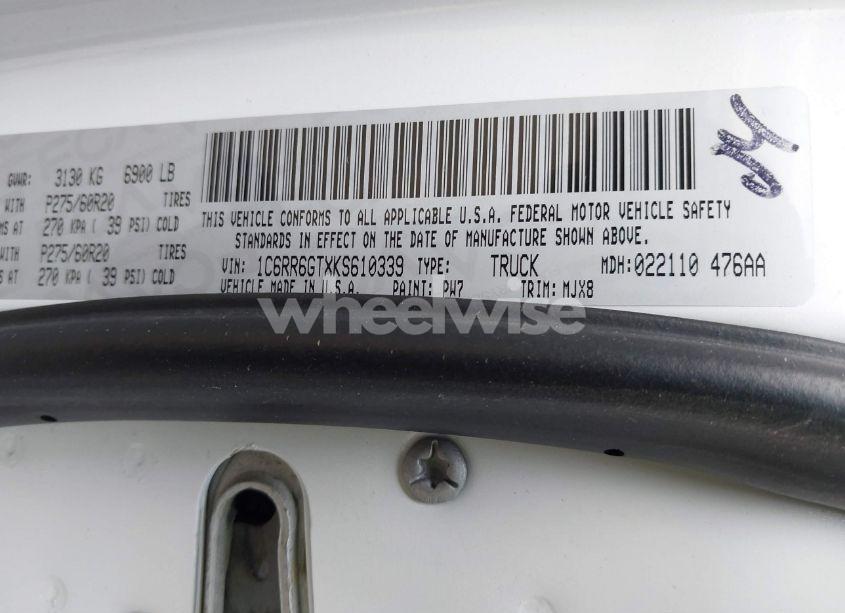 GVWR: 3130 KG 6900 LB
WITH P275/60R20 TIRES
MS AT 270 KPA ( 39 PSI) COLD
WITH P275/60R20 TIRES
MS AT 270 KPA ( 39 PSI) COLD
THIS VEHICLE CONFORMS TO ALL APPLICABLE U.S.A. FEDERAL MOTOR VEHICLE SAFETY
STANDARDS IN EFFECT ON THE DATE OF MANUFACTURE SHOWN ABOVE.
VIN: 1C6RR6GTXKS610339 TYPE: TRUCK MDH:022110 476AA
VEHICLE MADE IN U.S.A. PAINT: PW7 TRIM: MJX8
wheelwise